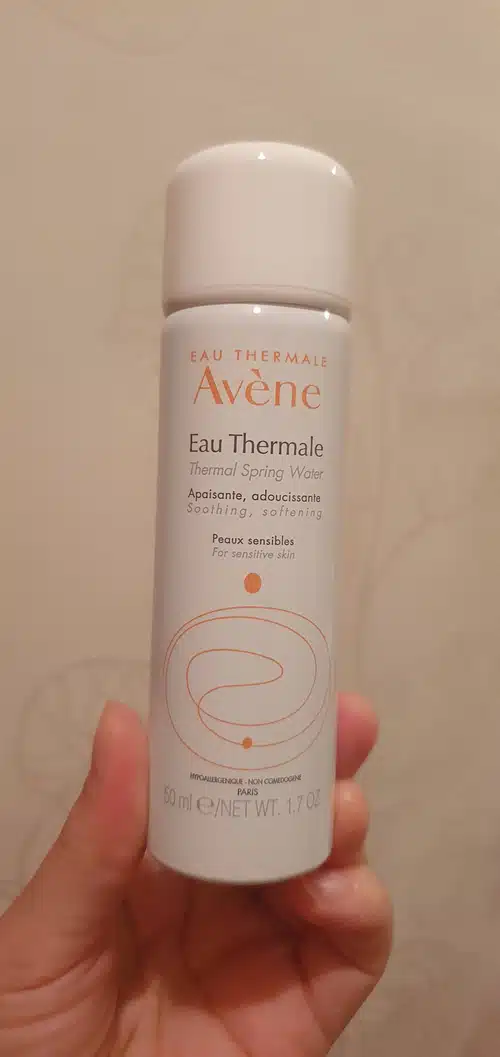 EAU THERMALE
Avène
Eau Thermale
Thermal Spring Water
Apaisante, adoucissante
Soothing, softening
Peaux sensibles
For sensitive skin
HYPOALLERGENIQUE - NON COMEDOGENE
PARIS
50 ml ℮/NET WT. 1.7 OZ